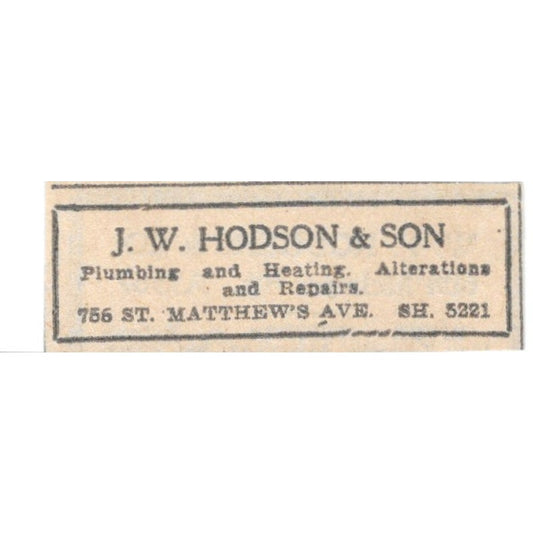 J. W. HODSON & SON
Plumbing and Heating. Alterations
and Repairs.
756 ST. MATTHEW'S AVE. SH. 5221